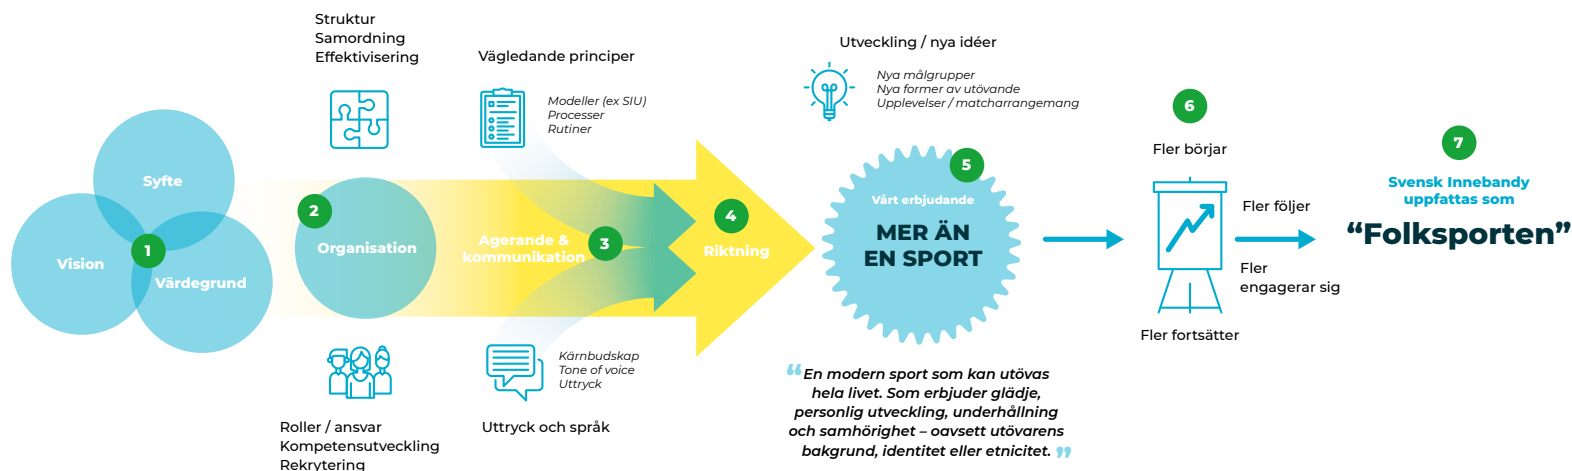 Syfte
Vision
Värdegrund
1
Struktur
Samordning
Effektivisering
2
Organisation
Roller / ansvar
Kompetensutveckling
Rekrytering
Vägledande principer
Modeller (ex SIU)
Processer
Rutiner
Agerande &
kommunikation
3
Kärnbudskap
Tone of voice
Uttryck
Uttryck och språk
4
Riktning
Utveckling / nya idéer
Nya målgrupper
Nya former av utövande
Upplevelser / matcharrangemang
5
Vårt erbjudande
MER ÄN
EN SPORT
“En modern sport som kan utövas
hela livet. Som erbjuder glädje,
personlig utveckling, underhållning
och samhörighet – oavsett utövarens
bakgrund, identitet eller etnicitet.”
6
Fler börjar
Fler följer
Fler
engagerar sig
Fler fortsätter
7
Svensk Innebandy
uppfattas som
“Folksporten”